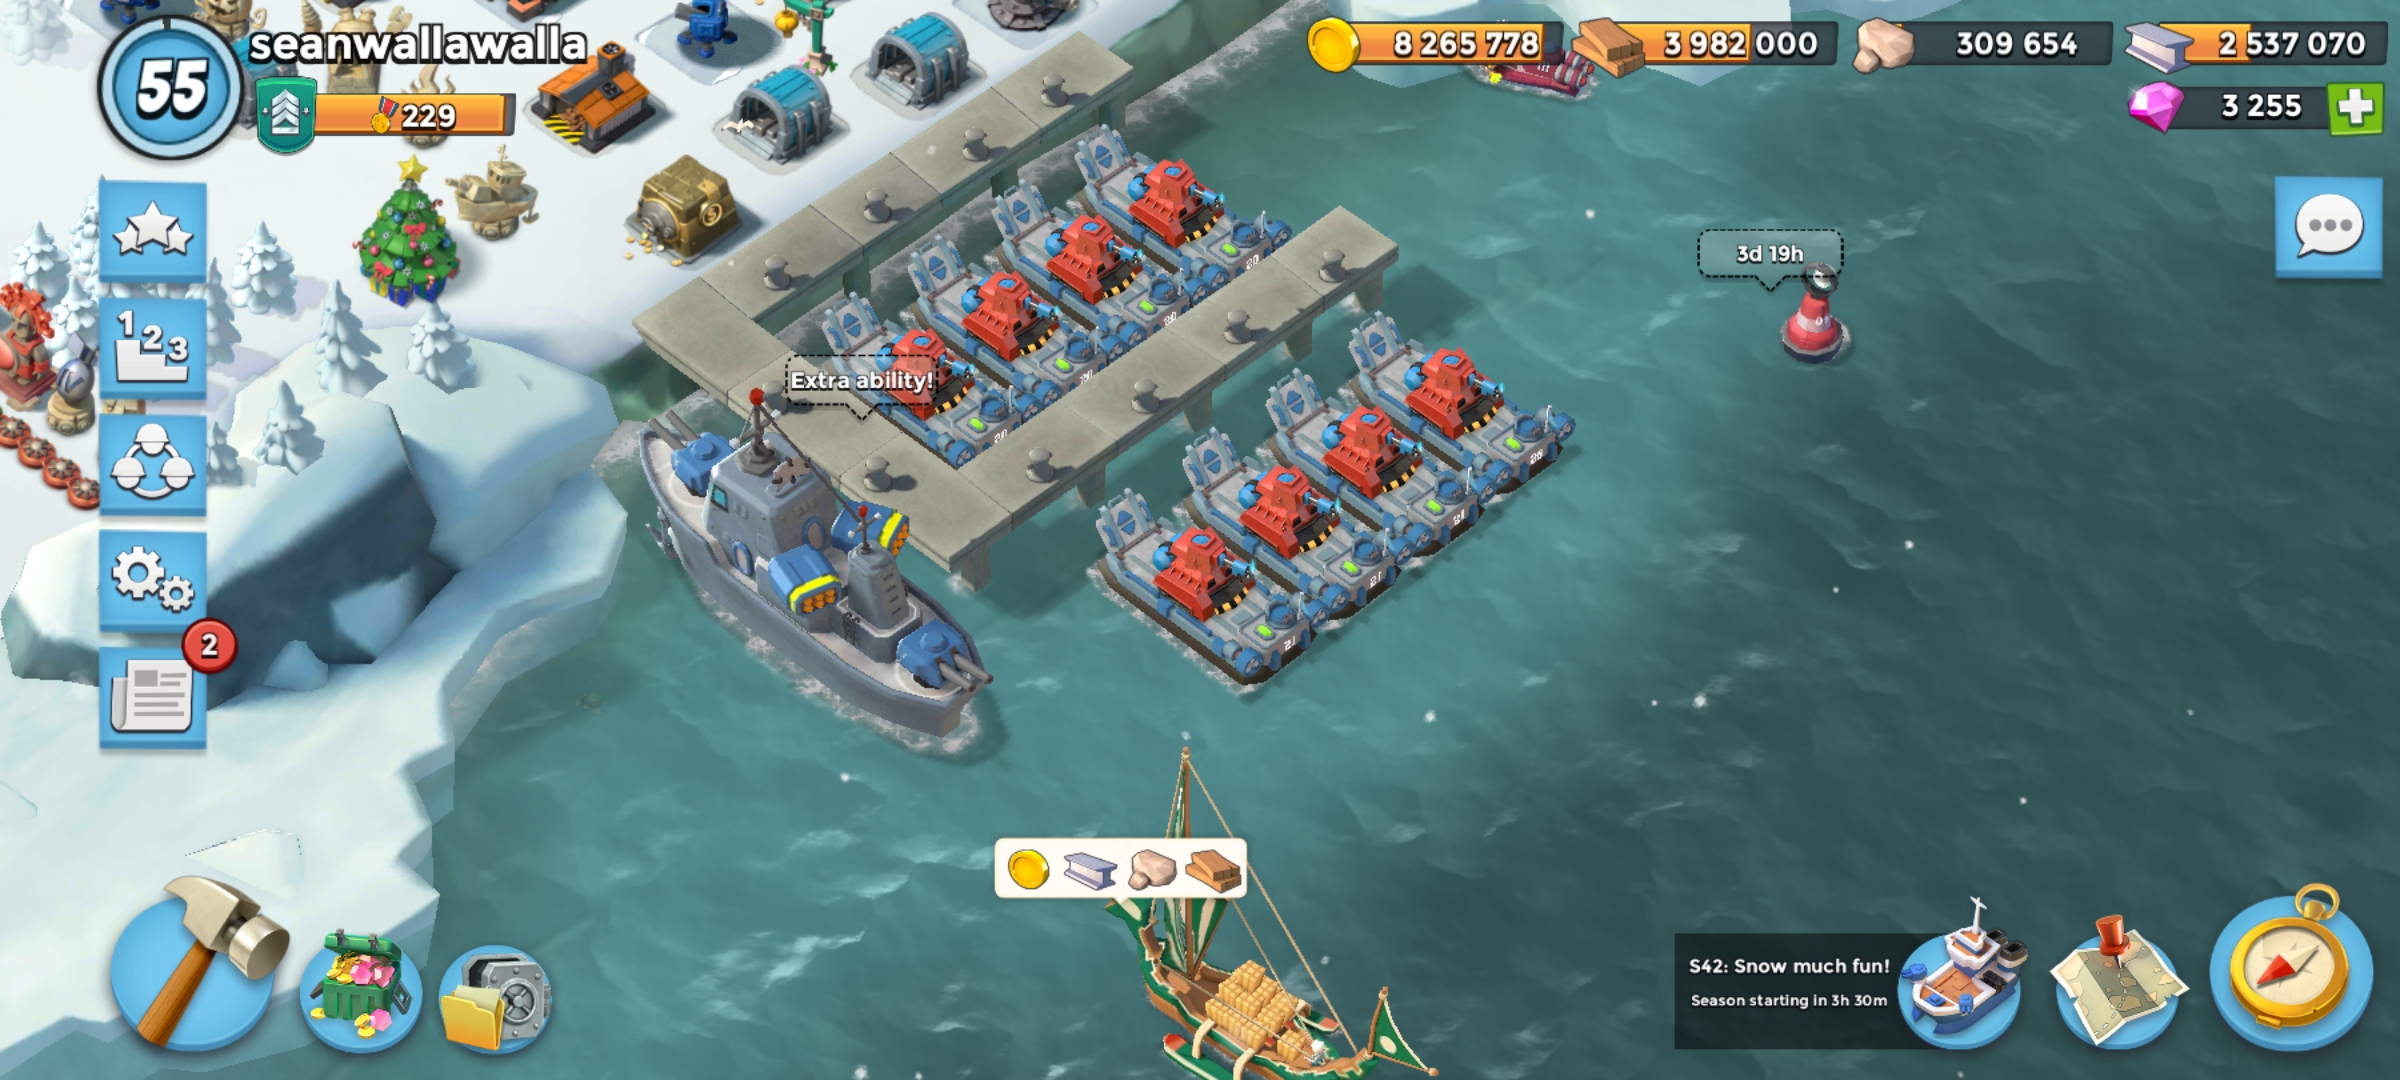 55
seanwallawalla
229
8 265 778
3 982 000
309 654
2 537 070
3 255
3d 19h
1 2 3
Extra ability!
2
S42: Snow much fun!
Season starting in 3h 30m